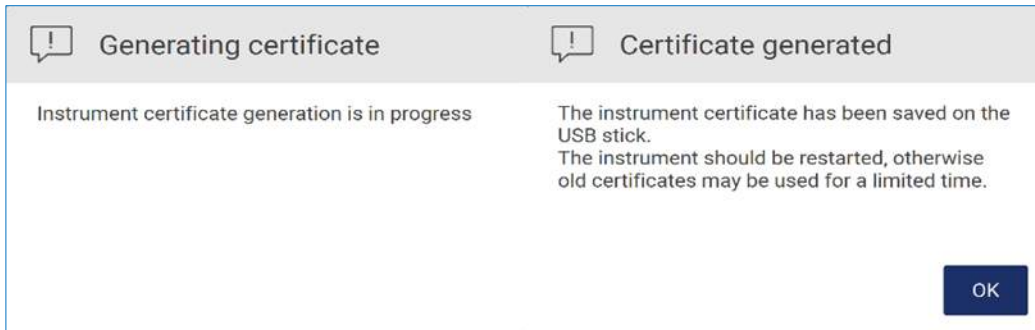 Generating certificate
Instrument certificate generation is in progress
Certificate generated
The instrument certificate has been saved on the
USB stick.
The instrument should be restarted, otherwise
old certificates may be used for a limited time.
OK